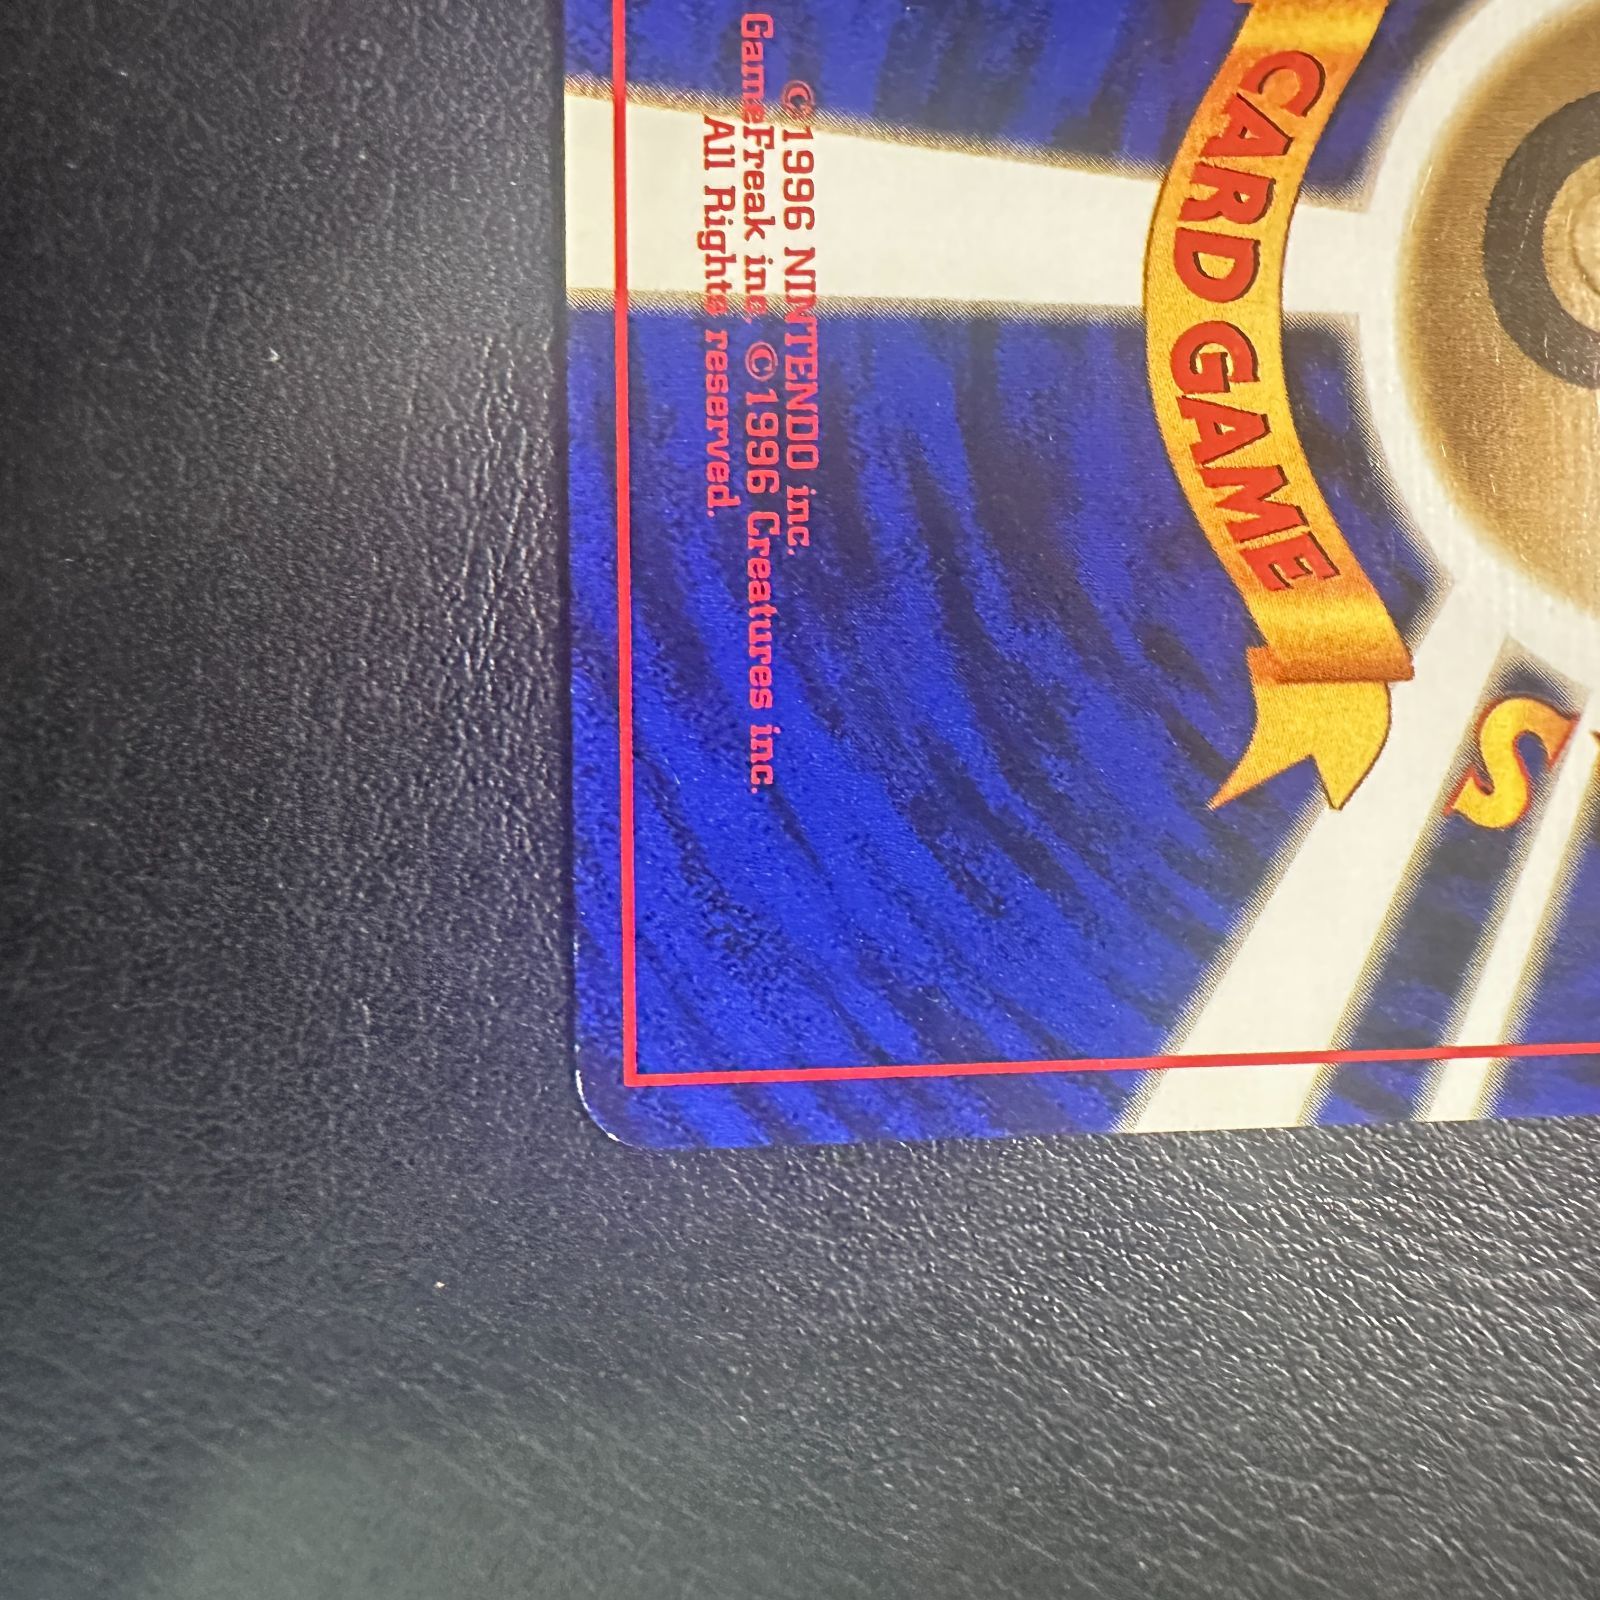 CARD GAME
S
©1996 NINTENDO inc.
GameFreak inc. ©1996 Creatures inc.
All Rights reserved.